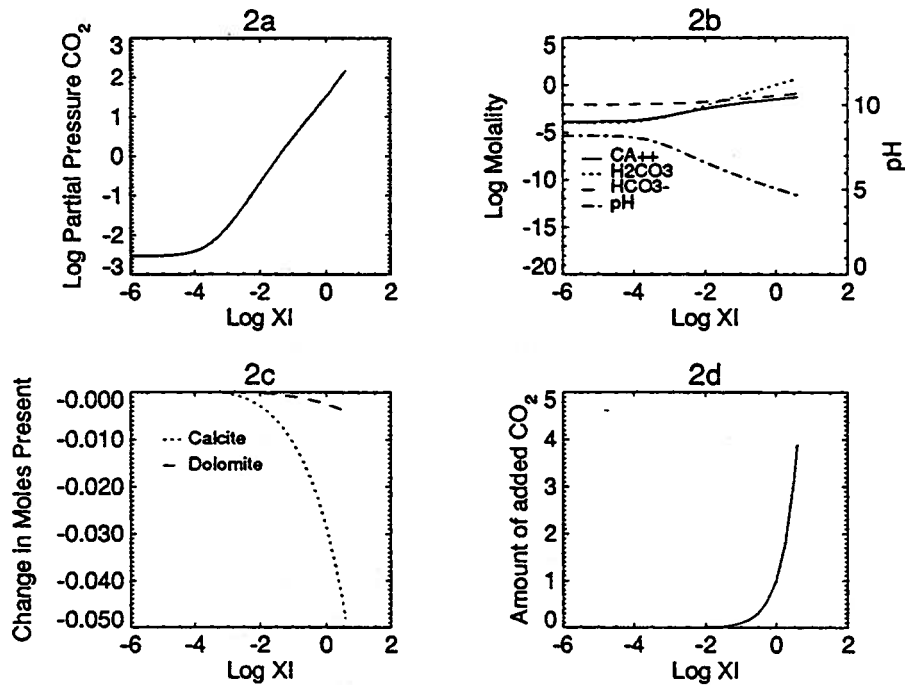 2a
Log Partial Pressure CO2
3
2
1
0
-1
-2
-3
-6
-4
-2
0
2
Log XI
2b
Log Molality
5
0
-5
-10
-15
-20
CA++
H2CO3
HCO3-
pH
10
5
0
pH
-6
-4
-2
0
2
Log XI
2c
Change in Moles Present
-0.000
-0.010
-0.020
-0.030
-0.040
-0.050
Calcite
Dolomite
-6
-4
-2
0
2
Log XI
2d
Amount of added CO2
5
4
3
2
1
0
-6
-4
-2
0
2
Log XI